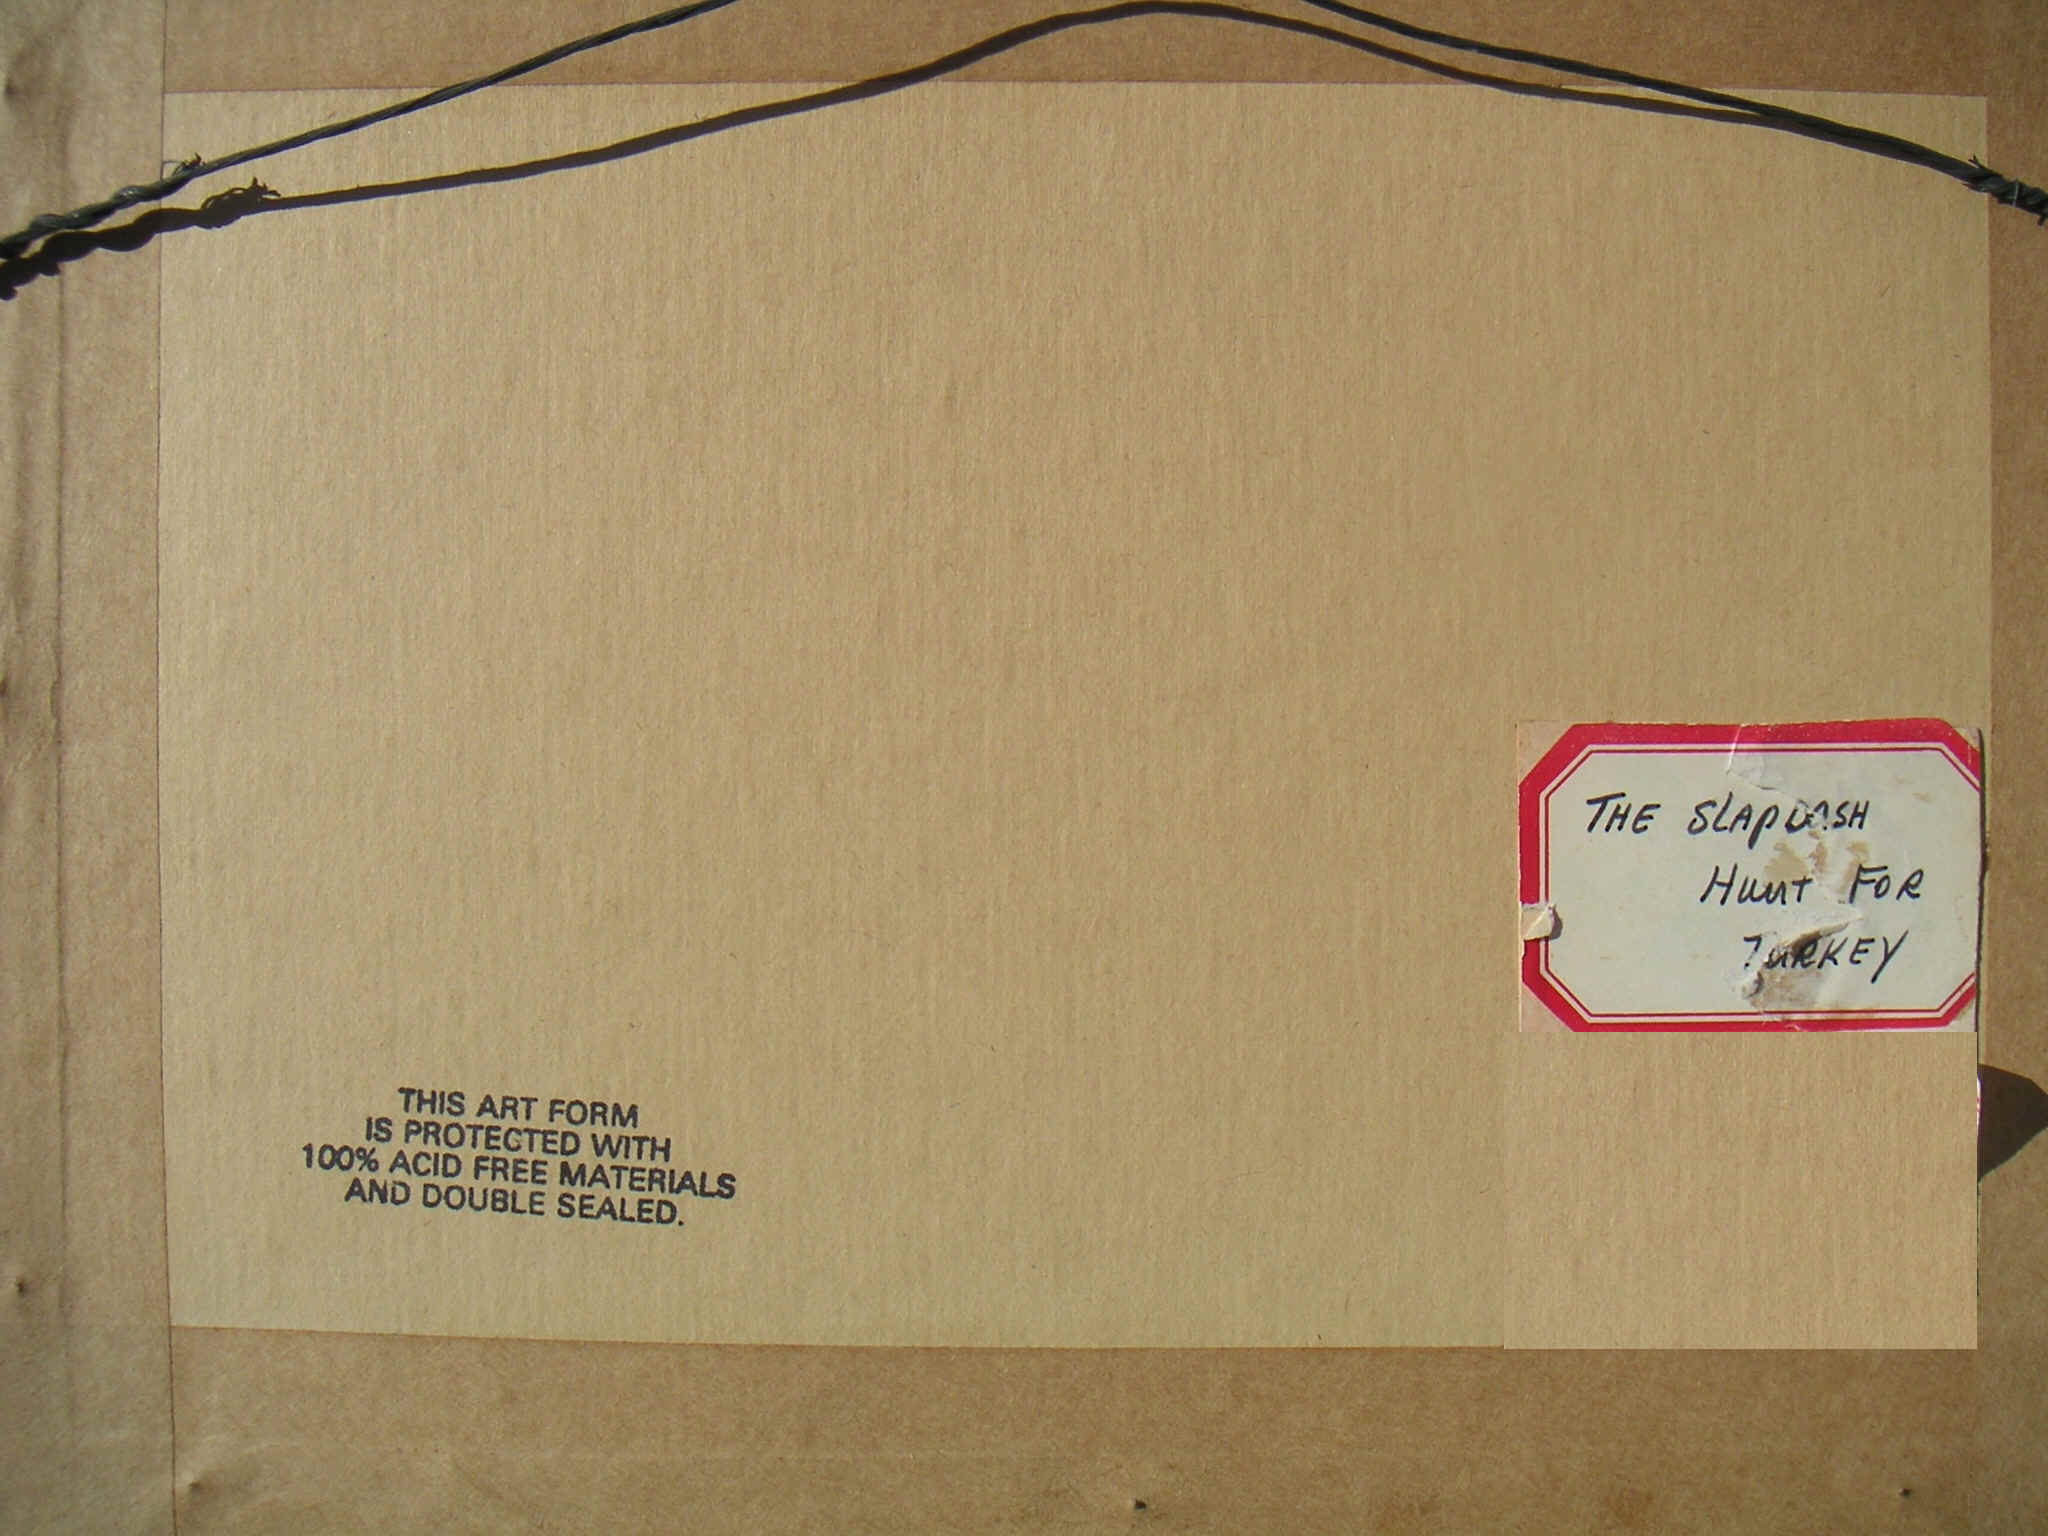 THE SLAPDASH
HUNT FOR
TURKEY
THIS ART FORM
IS PROTECTED WITH
100% ACID FREE MATERIALS
AND DOUBLE SEALED.